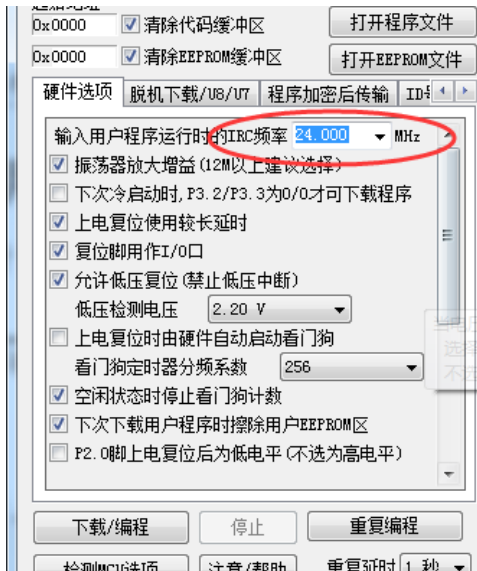 0x0000 清除代码缓冲区 打开程序文件
0x0000 清除EEPROM缓冲区 打开EEPROM文件
硬件选项 脱机下载/U8/U7 程序加密后传输
输入用户程序运行时的IRC频率 24.000 MHz
振荡器放大增益(12M以上建议选择)
下次冷启动时,P3.2/P3.3为0/0才可下载程序
上电复位使用较长延时
复位脚用作I/O口
允许低压复位(禁止低压中断)
低压检测电压 2.20 V
上电复位时由硬件自动启动看门狗
看门狗定时器分频系数 256
空闲状态时停止看门狗计数
下次下载用户程序时擦除用户EEPROM区
P2.0脚上电复位后为低电平(不选为高电平)
下载/编程 停止 重复编程
检测MCU选项 注意/帮助 重复延时 1 秒